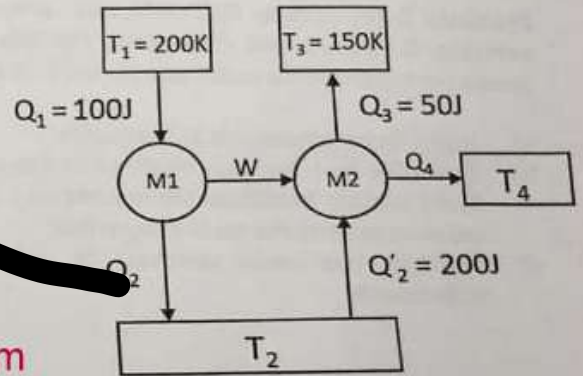 T₁ = 200K
T₃ = 150K
Q₁ = 100J
Q₃ = 50J
M1
W
M2
Q₄
T₄
Q₂
Q'₂ = 200J
T₂
m